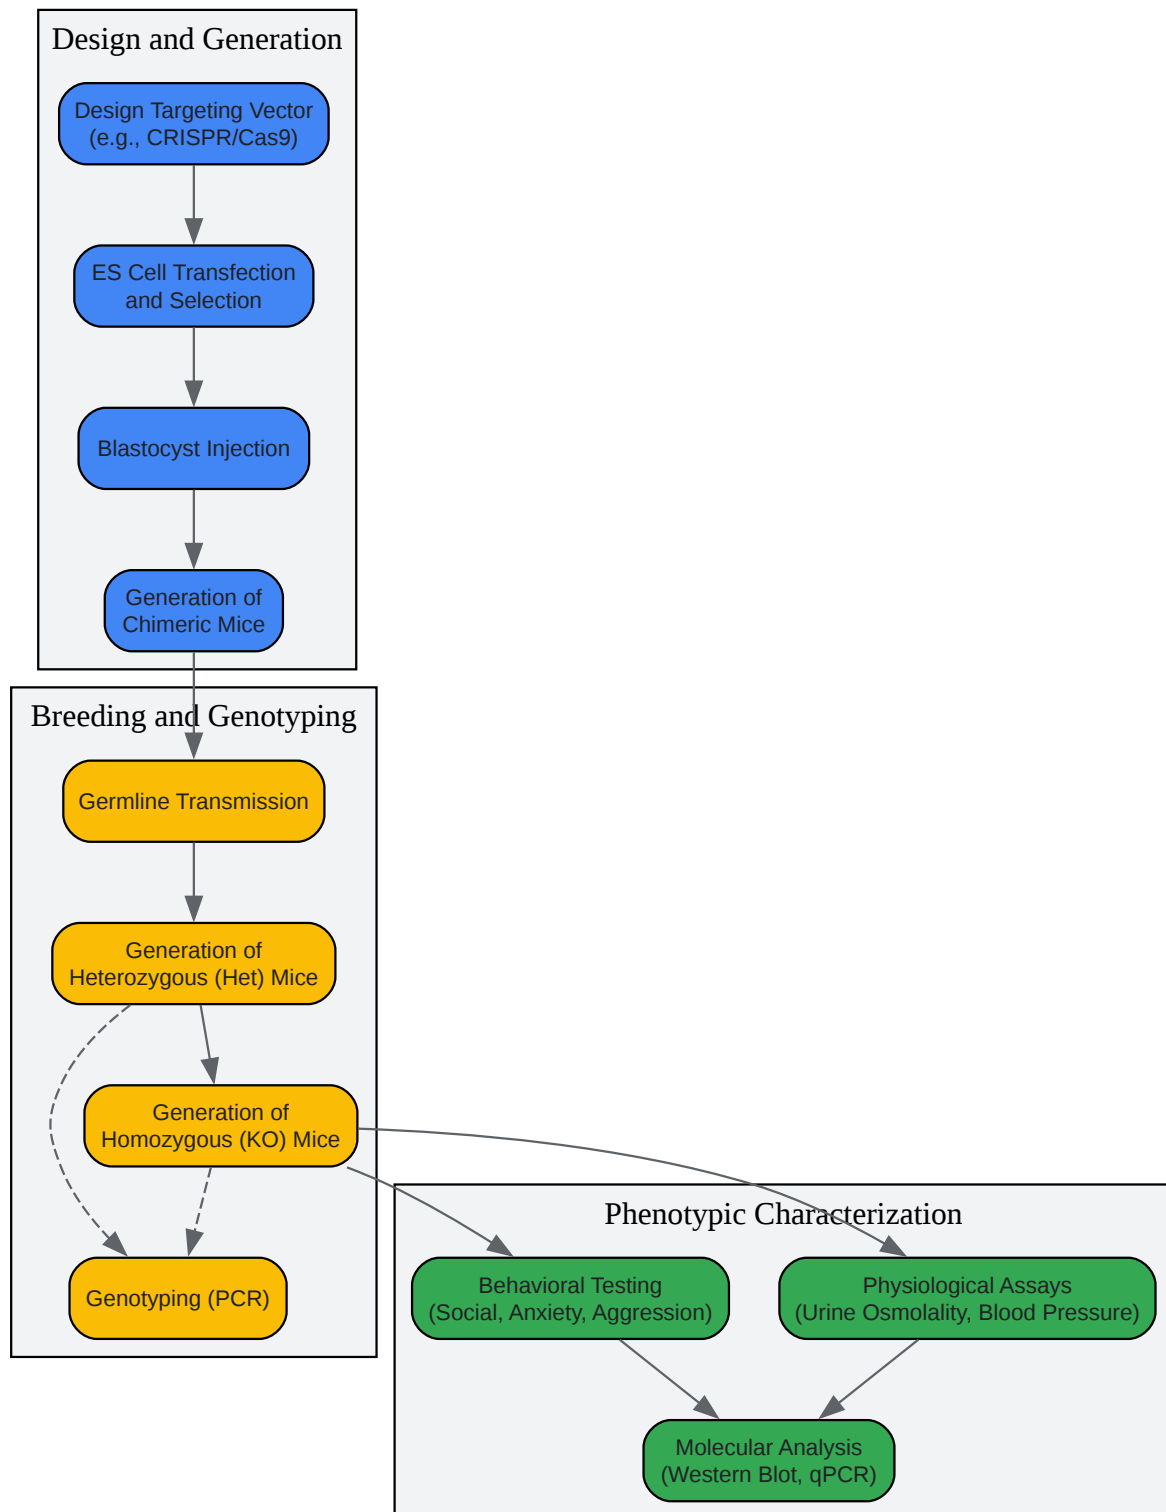 Design and Generation
Design Targeting Vector
(e.g., CRISPR/Cas9)
ES Cell Transfection
and Selection
Blastocyst Injection
Generation of
Chimeric Mice
Breeding and Genotyping
Germline Transmission
Generation of
Heterozygous (Het) Mice
Generation of
Homozygous (KO) Mice
Genotyping (PCR)
Phenotypic Characterization
Behavioral Testing
(Social, Anxiety, Aggression)
Physiological Assays
(Urine Osmolality, Blood Pressure)
Molecular Analysis
(Western Blot, qPCR)